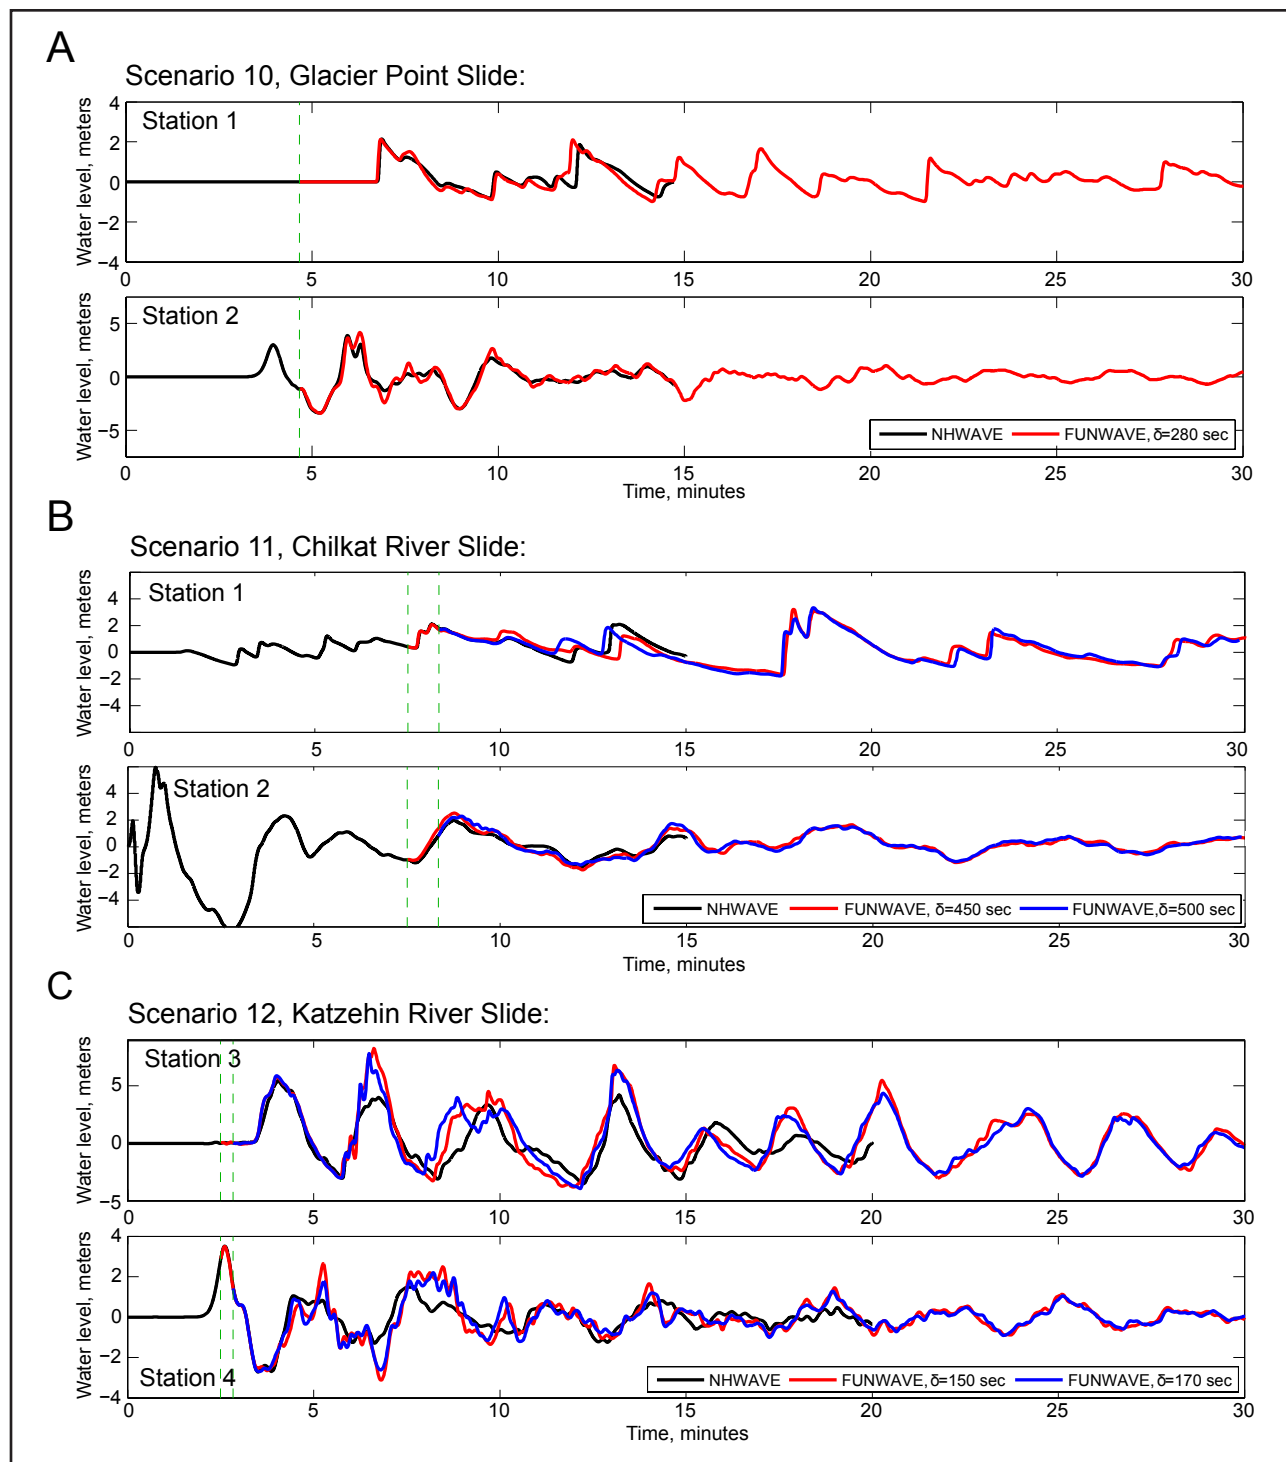 A
Scenario 10, Glacier Point Slide:
Station 1
Water level, meters
4
2
0
−2
−4
0 5 10 15 20 25 30
Station 2
Water level, meters
5
0
−5
NHWAVE FUNWAVE, δ=280 sec
0 5 10 15 20 25 30
Time, minutes
B
Scenario 11, Chilkat River Slide:
Station 1
Water level, meters
4
2
0
−2
−4
0 5 10 15 20 25 30
Station 2
Water level, meters
4
2
0
−2
−4
NHWAVE FUNWAVE, δ=450 sec FUNWAVE,δ=500 sec
0 5 10 15 20 25 30
Time, minutes
C
Scenario 12, Katzehin River Slide:
Station 3
Water level, meters
5
0
−5
0 5 10 15 20 25 30
Water level, meters
4
2
0
−2
−4
Station 4
NHWAVE FUNWAVE, δ=150 sec FUNWAVE, δ=170 sec
0 5 10 15 20 25 30
Time, minutes